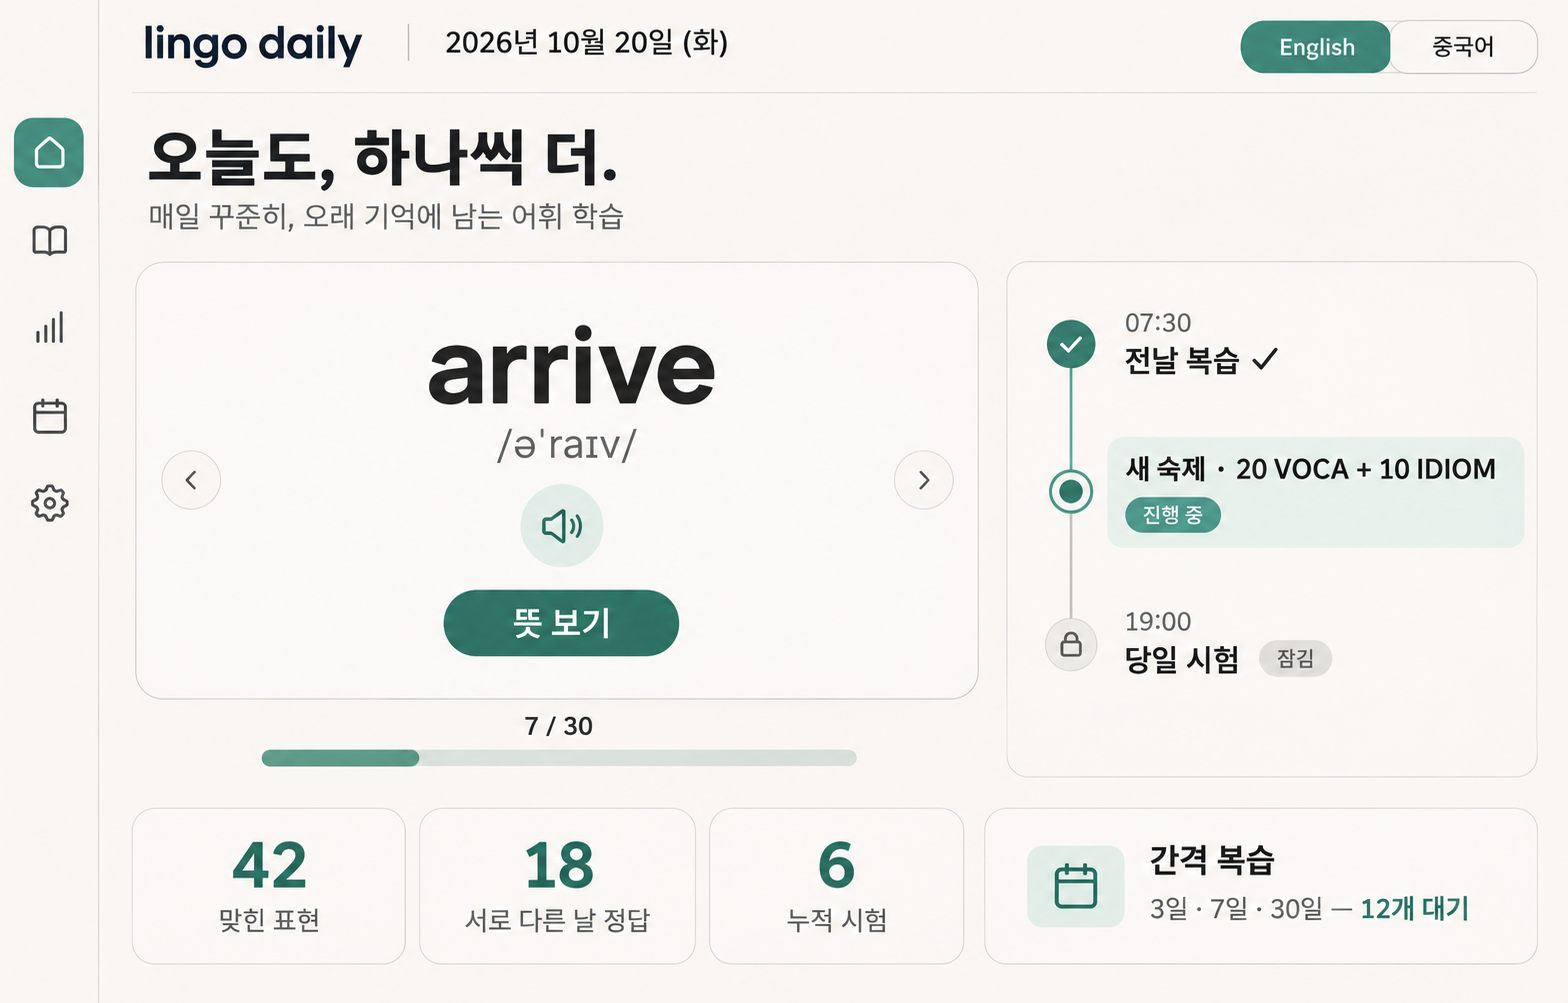 lingo daily
2026년 10월 20일 (화)
English
중국어
오늘도, 하나씩 더.
매일 꾸준히, 오래 기억에 남는 어휘 학습
arrive
/əˈraɪv/
뜻 보기
7 / 30
07:30
전날 복습 ✓
새 숙제 · 20 VOCA + 10 IDIOM
진행 중
19:00
당일 시험
잠김
42
맞힌 표현
18
서로 다른 날 정답
6
누적 시험
간격 복습
3일 · 7일 · 30일 — 12개 대기